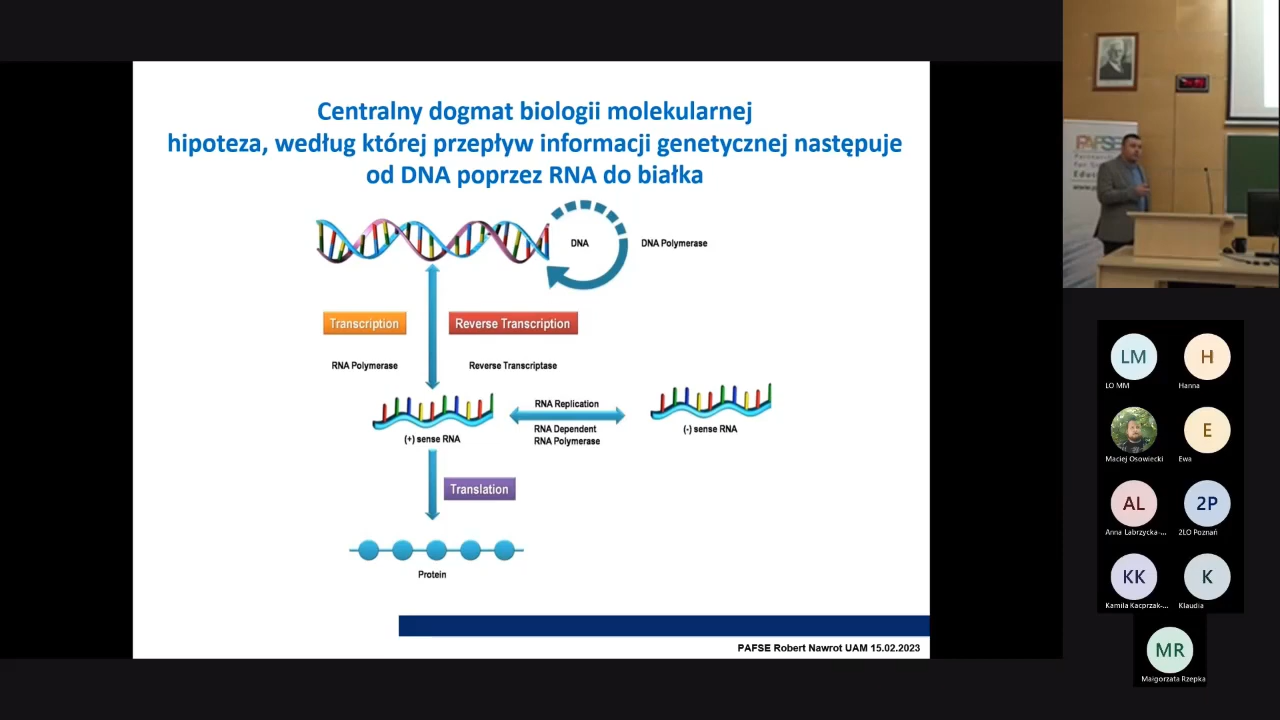 Centralny dogmat biologii molekularnej
hipoteza, według której przepływ informacji genetycznej następuje
od DNA poprzez RNA do białka
DNA
DNA Polymerase
Transcription
Reverse Transcription
RNA Polymerase
Reverse Transcriptase
RNA Replication
(+) sense RNA
RNA Dependent
RNA Polymerase
(-) sense RNA
Translation
Protein
PAFSE Robert Nawrot UAM 15.02.2023
PAFSE
LM
LO MM
H
Hanna
Maciej Osowiecki
E
Ewa
AL
Anna Labrzycka-...
2P
2LO Poznań
KK
Kamila Kacprzak-...
K
Klaudia
MR
Małgorzata Rzepka